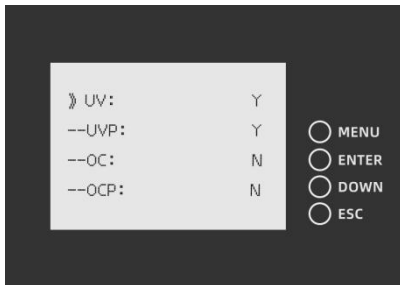 》UV: Y
--UVP: Y
--OC: N
--OCP: N
MENU
ENTER
DOWN
ESC